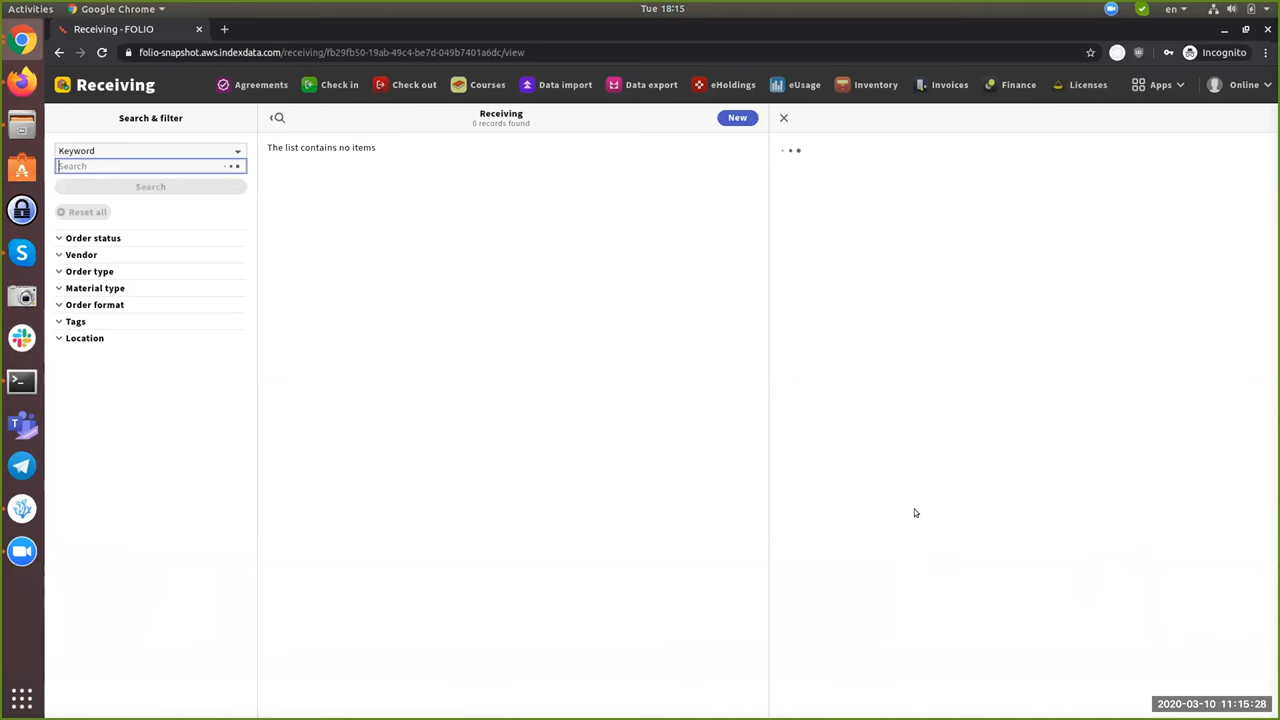 Activities Google Chrome Tue 18:15 en
Receiving - FOLIO
folio-snapshot.aws.indexdata.com/receiving/fb29fb50-19ab-49c4-be7d-049b7401a6dc/view Incognito
Receiving Agreements Check in Check out Courses Data import Data export eHoldings eUsage Inventory Invoices Finance Licenses Apps Online
Search & filter
Receiving
0 records found
New
Keyword
Search
Search
Reset all
Order status
Vendor
Order type
Material type
Order format
Tags
Location
The list contains no items
2020-03-10 11:15:28